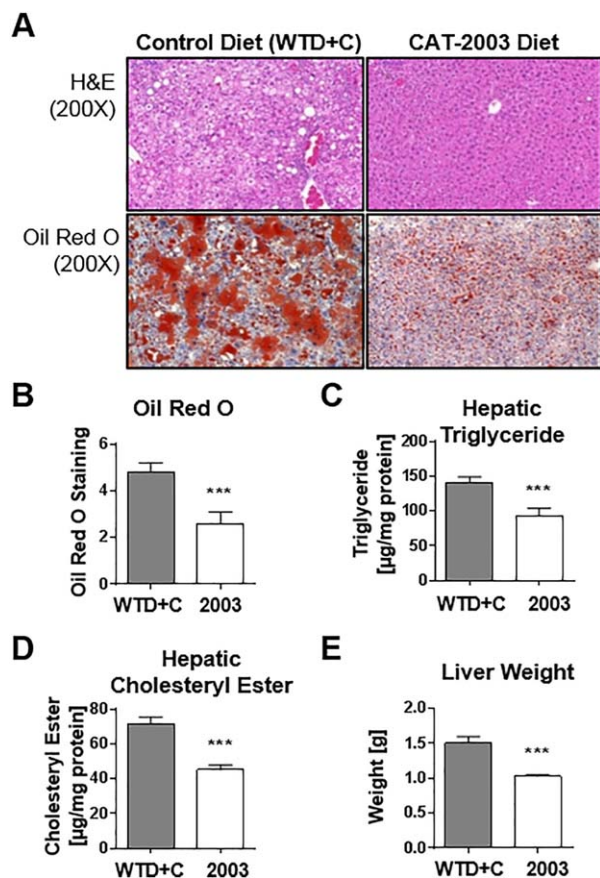 A
Control Diet (WTD+C)
CAT-2003 Diet
H&E
(200X)
Oil Red O
(200X)
B
Oil Red O
Oil Red O Staining
6
4
2
0
***
WTD+C
2003
C
Hepatic
Triglyceride
Triglyceride
[µg/mg protein]
200
150
100
50
0
***
WTD+C
2003
D
Hepatic
Cholesteryl Ester
Cholesteryl Ester
[µg/mg protein]
80
60
40
20
0
***
WTD+C
2003
E
Liver Weight
Weight [g]
2.0
1.5
1.0
0.5
0.0
***
WTD+C
2003